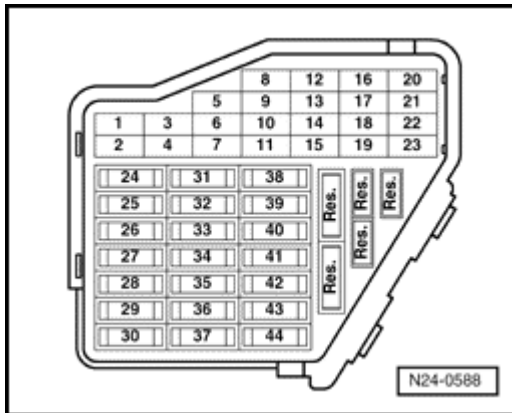 8 12 16 20
5 9 13 17 21
1 3 6 10 14 18 22
2 4 7 11 15 19 23
24 31 38
25 32 39
26 33 40
27 34 41
28 35 42
29 36 43
30 37 44
Res. Res. Res.
Res. Res.
N24-0588